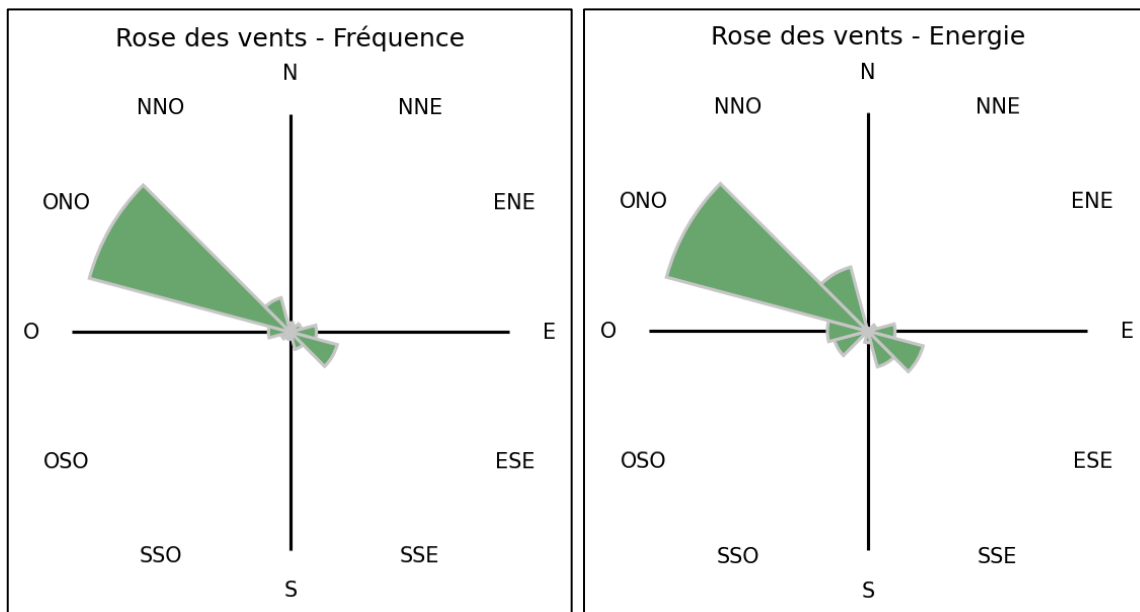 Rose des vents - Fréquence
N
NNO
NNE
ONO
ENE
O
E
OSO
ESE
SSO
SSE
S
Rose des vents - Energie
N
NNO
NNE
ONO
ENE
O
E
OSO
ESE
SSO
SSE
S